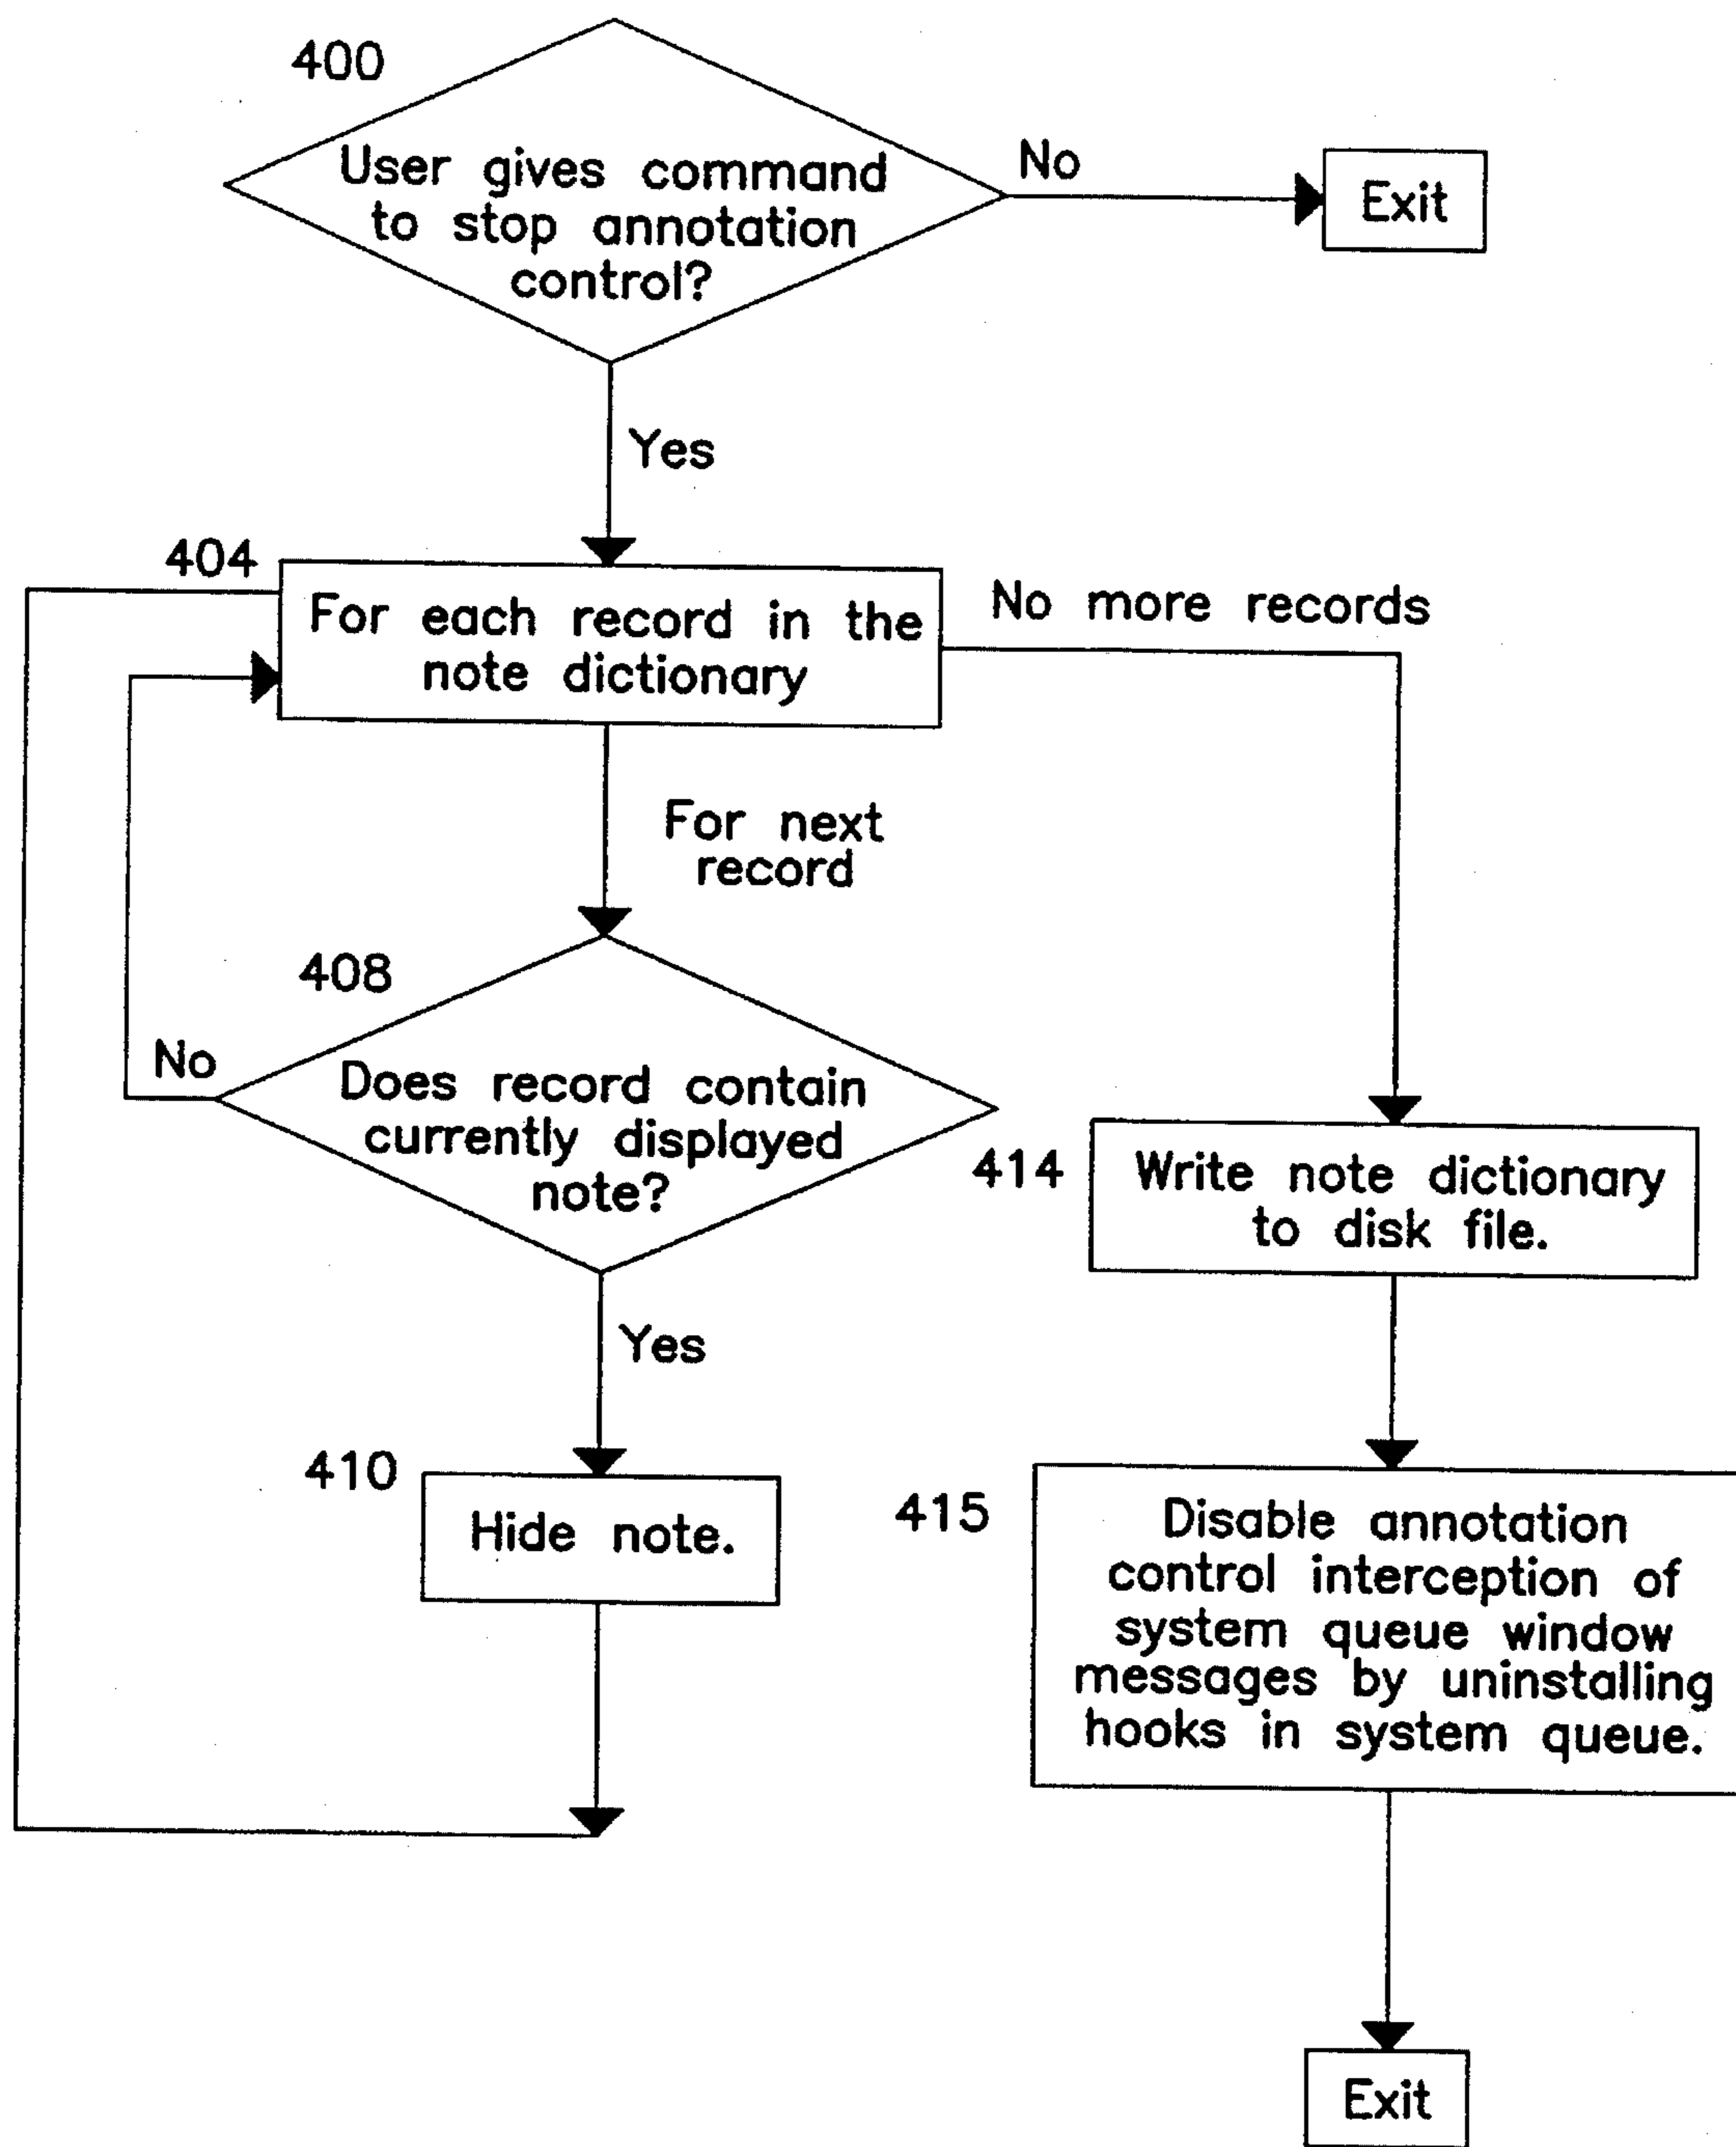 400
User gives command
to stop annotation
control?
No
Exit
Yes
404
For each record in the
note dictionary
No more records
For next
record
408
No
Does record contain
currently displayed
note?
414
Write note dictionary
to disk file.
Yes
410
Hide note.
415
Disable annotation
control interception of
system queue window
messages by uninstalling
hooks in system queue.
Exit